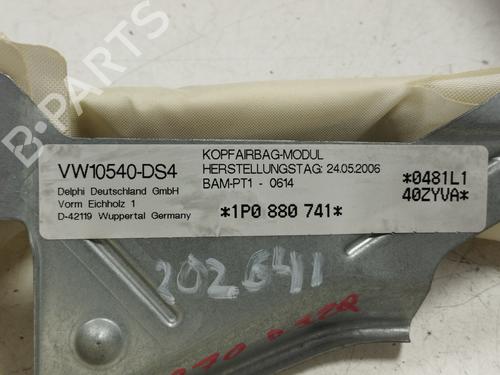 B-Parts
KOPFAIRBAG-MODUL
VW10540-DS4
HERSTELLUNGSTAG: 24.05.2006
*0481L1
BAM-PT1 - 0614
40ZYVA*
Delphi Deutschland GmbH
Vorm Eichholz 1
D-42119 Wuppertal Germany
*1P0 880 741*
202641